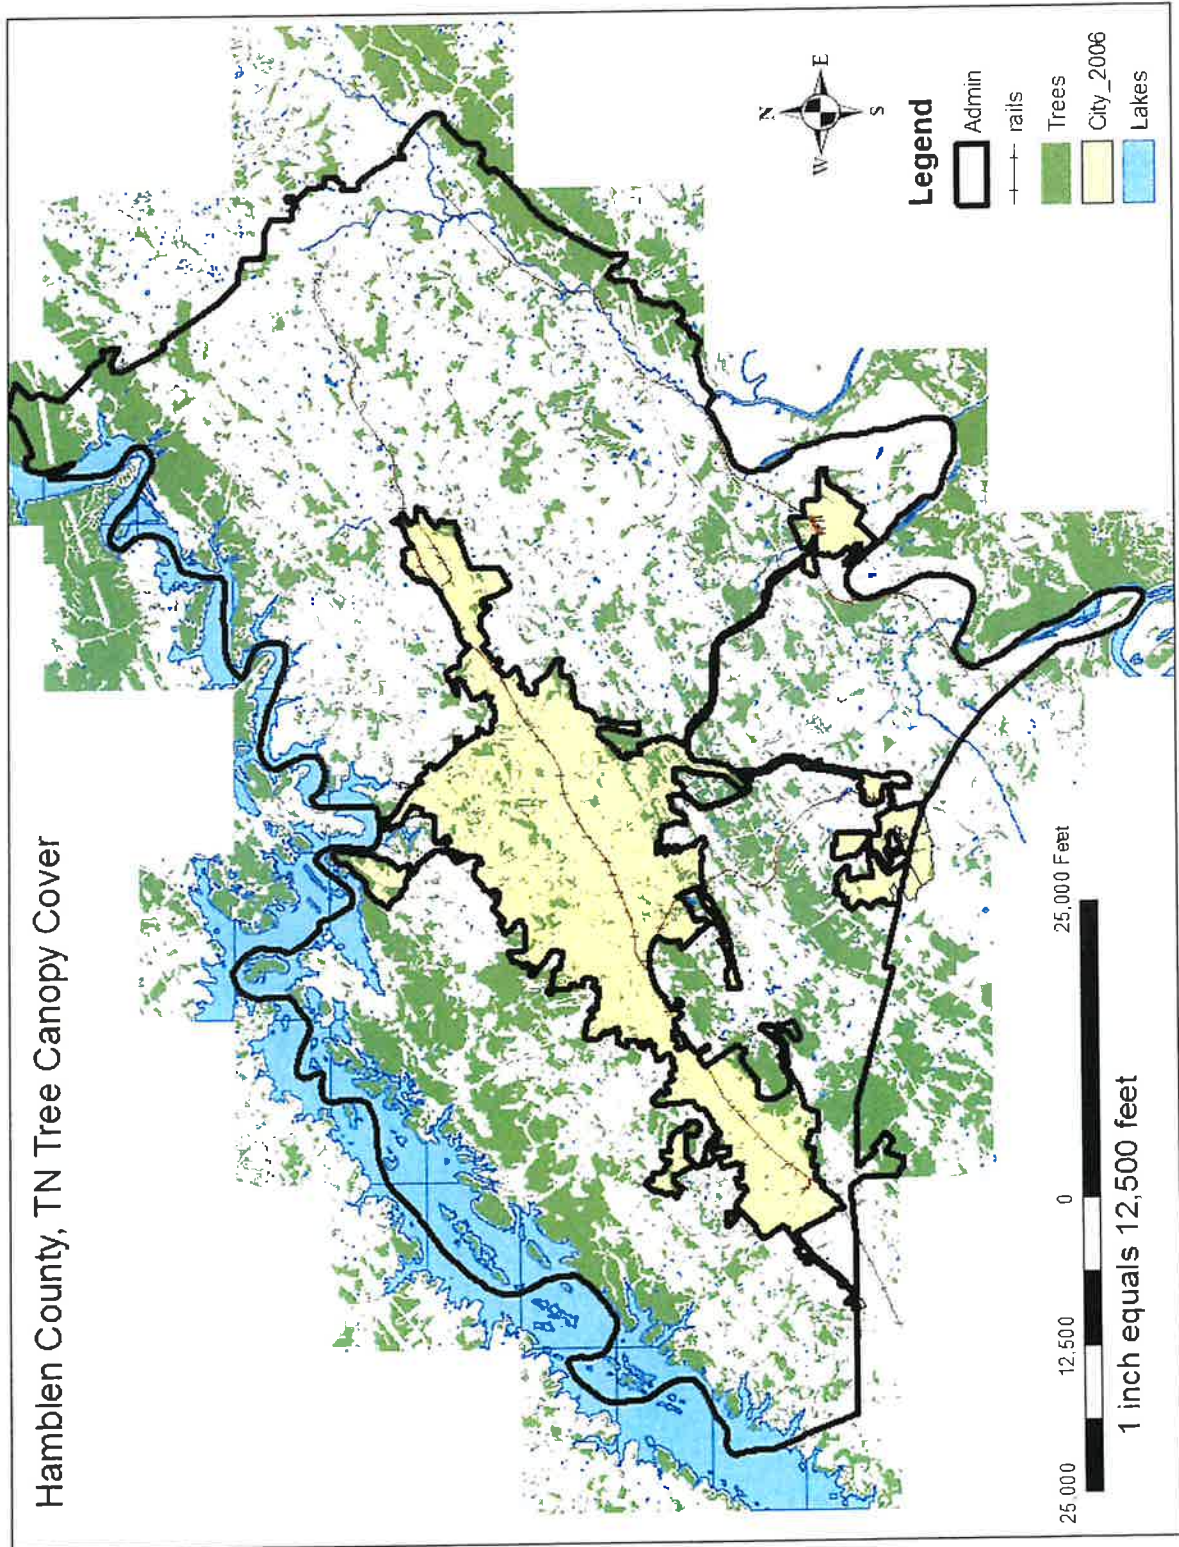 Hamblen County, TN Tree Canopy Cover
N
W
E
S
Legend
Admin
rails
Trees
City_2006
Lakes
25,000
12,500
0
25,000 Feet
1 inch equals 12,500 feet